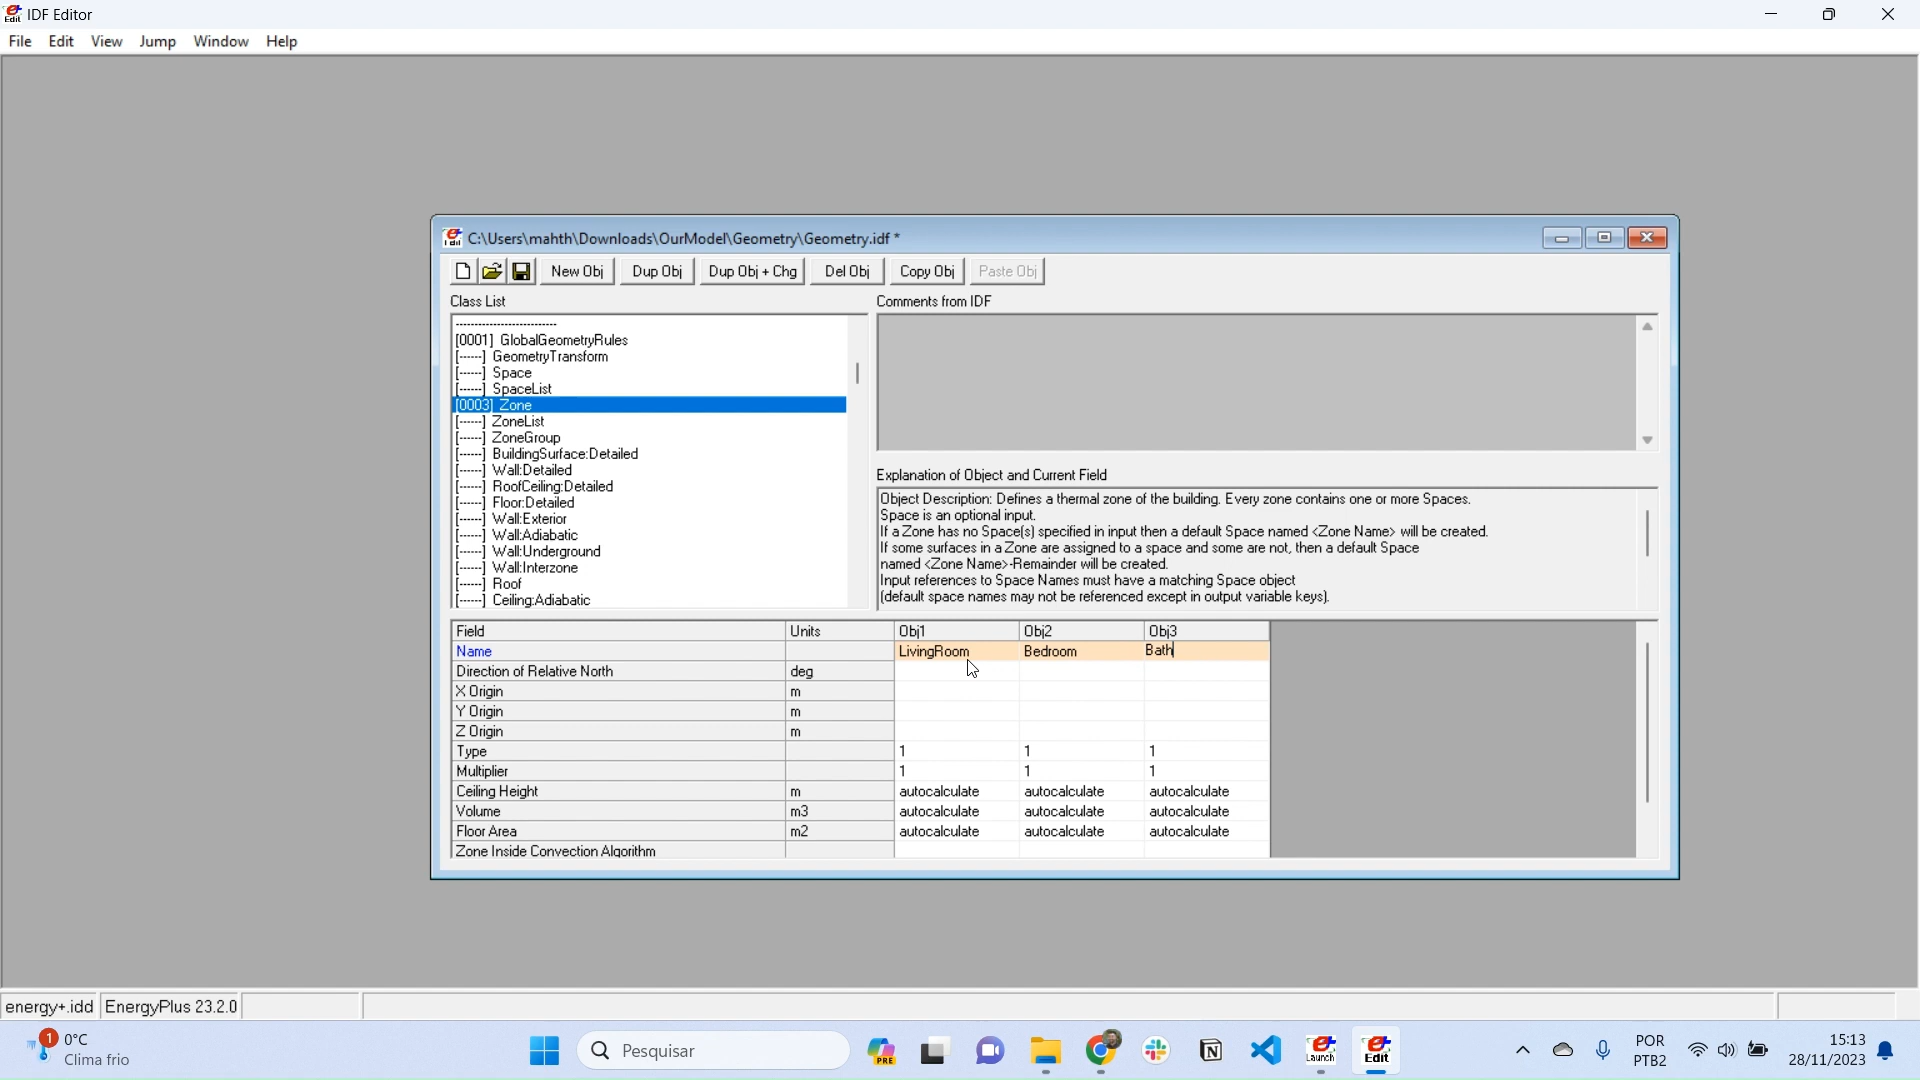 IDF Editor
File Edit View Jump Window Help
C:\Users\mahth\Downloads\OurModel\Geometry\Geometry.idf *
New Obj Dup Obj Dup Obj + Chg Del Obj Copy Obj Paste Obj
Class List
Comments from IDF
---------------------------
[0001] GlobalGeometryRules
[------] GeometryTransform
[------] Space
[------] SpaceList
[0003] Zone
[------] ZoneList
[------] ZoneGroup
[------] BuildingSurface:Detailed
[------] Wall:Detailed
[------] RoofCeiling:Detailed
[------] Floor:Detailed
[------] Wall:Exterior
[------] Wall:Adiabatic
[------] Wall:Underground
[------] Wall:Interzone
[------] Roof
[------] Ceiling:Adiabatic
Explanation of Object and Current Field
Object Description: Defines a thermal zone of the building. Every zone contains one or more Spaces.
Space is an optional input.
If a Zone has no Space(s) specified in input then a default Space named <Zone Name> will be created.
If some surfaces in a Zone are assigned to a space and some are not, then a default Space
named <Zone Name>-Remainder will be created.
Input references to Space Names must have a matching Space object
(default space names may not be referenced except in output variable keys).
Field Units Obj1 Obj2 Obj3
Name LivingRoom Bedroom Bath
Direction of Relative North deg
X Origin m
Y Origin m
Z Origin m
Type 1 1 1
Multiplier 1 1 1
Ceiling Height m autocalculate autocalculate autocalculate
Volume m3 autocalculate autocalculate autocalculate
Floor Area m2 autocalculate autocalculate autocalculate
Zone Inside Convection Algorithm
energy+.idd EnergyPlus 23.2.0
1 0°C
Clima frio
Pesquisar
PRE
Launch
Edit
POR
PTB2
15:13
28/11/2023